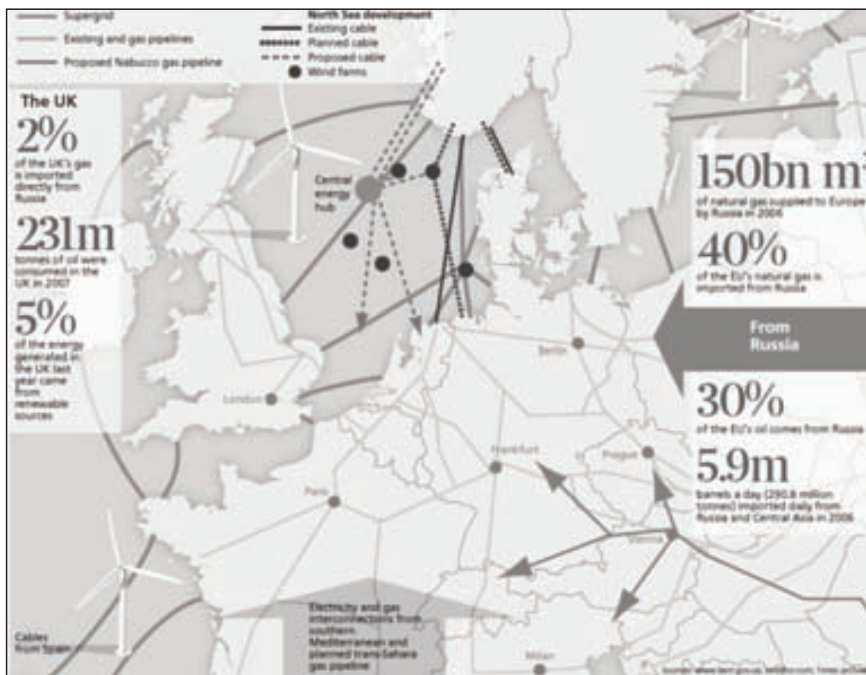 Supergrid
Existing and gas pipelines
Proposed Nabucco gas pipeline
North Sea development
Existing cable
Planned cable
Proposed cable
Wind farms
The UK
2%
of the UK's gas
is imported
directly from
Russia
231m
tonnes of oil were
consumed in the
UK in 2007
5%
of the energy
generated in
the UK last
year came
from
renewable
sources
Central
energy
hub
150bn m³
of natural gas supplied to Europe
by Russia in 2006
40%
of the EU's natural gas is
imported from Russia
From
Russia
30%
of the EU's oil comes from Russia
5.9m
barrels a day (290.8 million
tonnes) imported daily from
Russia and Central Asia in 2006
Berlin
London
Frankfurt
Prague
Paris
Vienna
Electricity and gas
interconnections from
southern
Mediterranean and
planned trans-Sahara
gas pipeline
Cables
from Spain
Milan